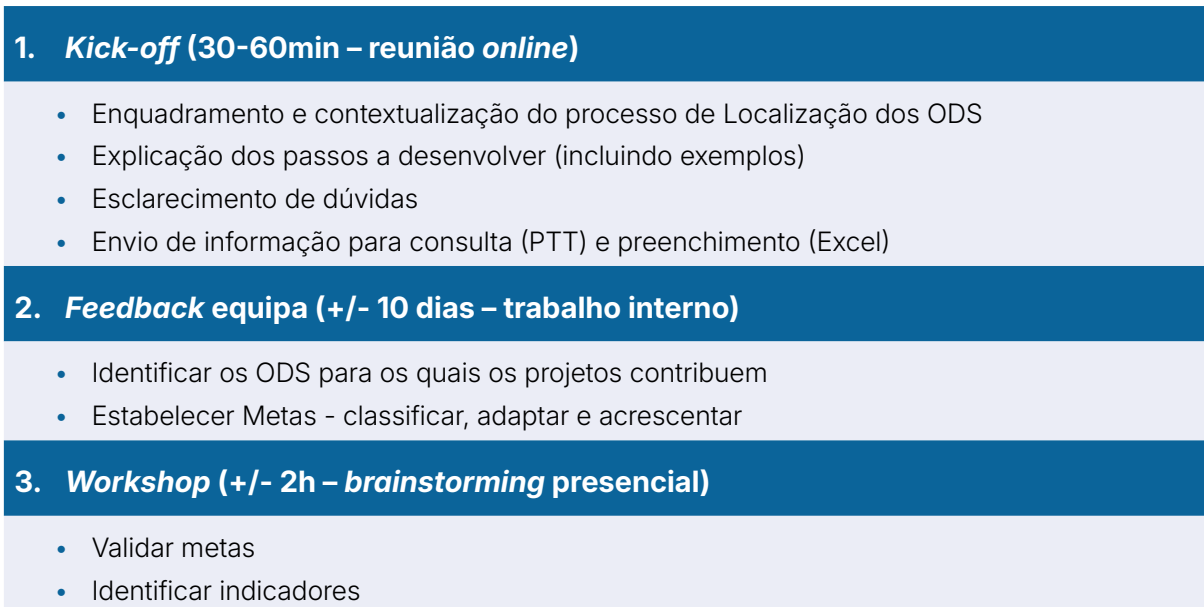 1. Kick-off (30-60min – reunião online)
• Enquadramento e contextualização do processo de Localização dos ODS
• Explicação dos passos a desenvolver (incluindo exemplos)
• Esclarecimento de dúvidas
• Envio de informação para consulta (PTT) e preenchimento (Excel)
2. Feedback equipa (+/- 10 dias – trabalho interno)
• Identificar os ODS para os quais os projetos contribuem
• Estabelecer Metas - classificar, adaptar e acrescentar
3. Workshop (+/- 2h – brainstorming presencial)
• Validar metas
• Identificar indicadores